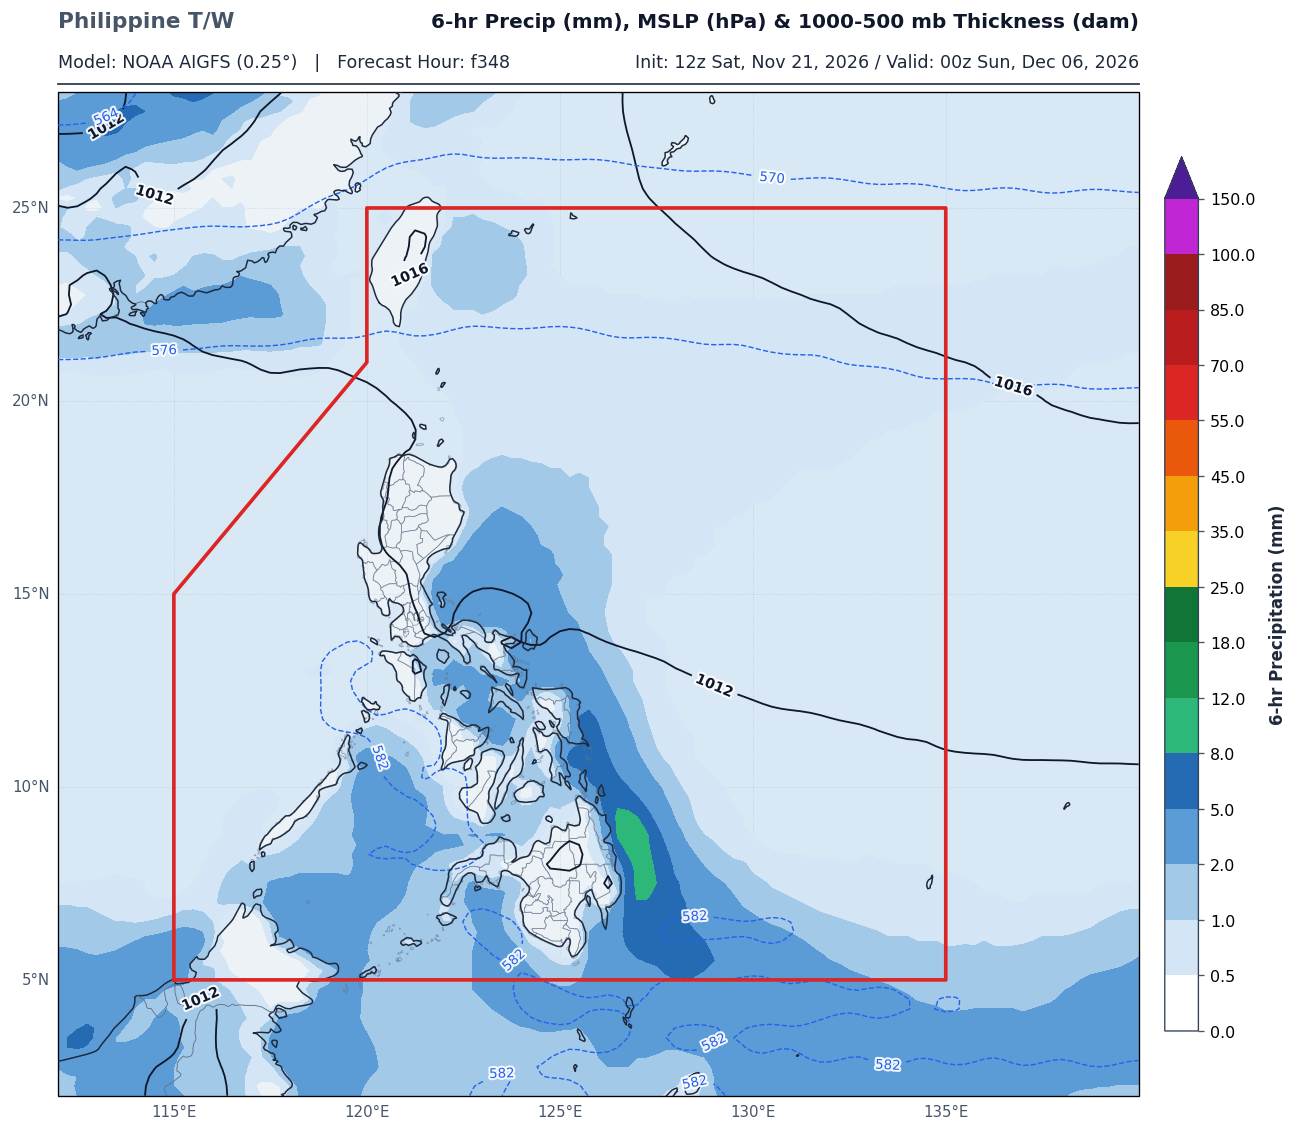 Philippine T/W
6-hr Precip (mm), MSLP (hPa) & 1000-500 mb Thickness (dam)
Model: NOAA AIGFS (0.25°) | Forecast Hour: f348
Init: 12z Sat, Nov 21, 2026 / Valid: 00z Sun, Dec 06, 2026
564
1012
1012
570
25°N
1016
576
1016
20°N
15°N
1012
582
10°N
582
582
5°N
1012
582
582
582
582
115°E
120°E
125°E
130°E
135°E
150.0
100.0
85.0
70.0
55.0
45.0
35.0
25.0
18.0
12.0
8.0
5.0
2.0
1.0
0.5
0.0
6-hr Precipitation (mm)